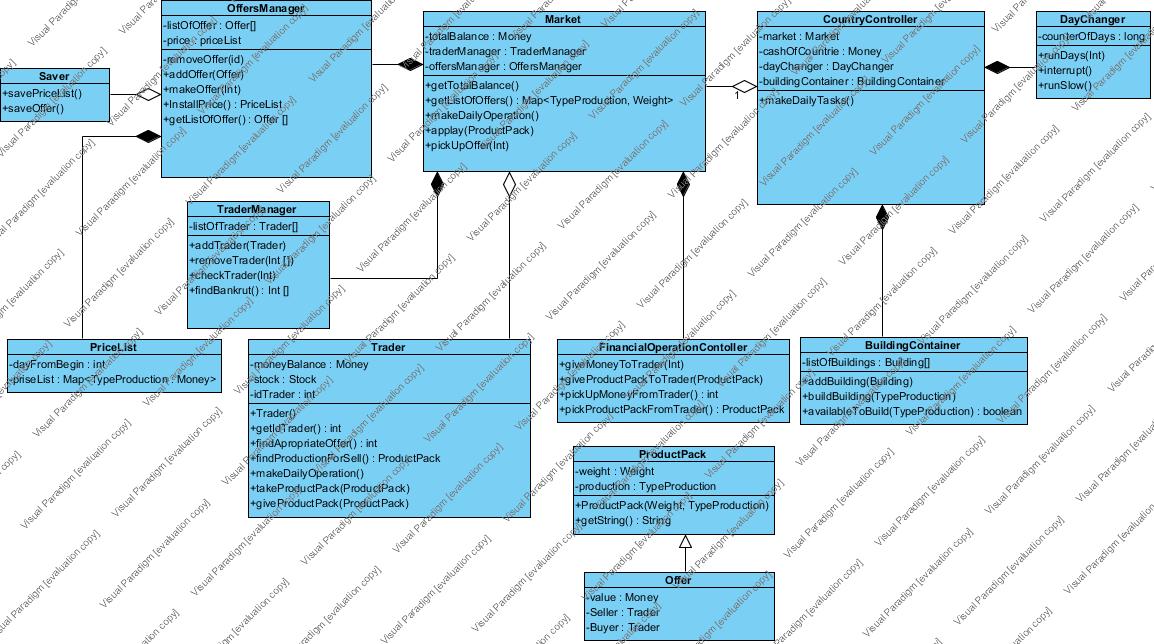 OffersManager
-listOfOffer : Offer[]
-price : priceList
-removeOffer(id)
+addOffer(Offer)
+makeOffer(Int)
+InstallPrice() : PriceList
+getListOfOffer() : Offer []
Market
-totalBalance : Money
-traderManager : TraderManager
-offersManager : OffersManager
+getTotalBalance()
+getListOfOffers() : Map<TypeProduction, Weight>
+makeDailyOperation()
+applay(ProductPack)
+pickUpOffer(Int)
1
CountryController
-market : Market
-cashOfCountrie : Money
-dayChanger : DayChanger
-buildingContainer : BuildingContainer
+makeDailyTasks()
DayChanger
-counterOfDays : long
+runDays(Int)
+interrupt()
+runSlow()
Saver
+savePriceList()
+saveOffer()
TraderManager
-listOfTrader : Trader[]
+addTrader(Trader)
+removeTrader(Int [])
+checkTrader(Int)
+findBankrut() : Int []
PriceList
-dayFromBegin : int
-priseList : Map<TypeProduction : Money>
Trader
-moneyBalance : Money
-stock : Stock
-idTrader : int
+Trader()
+getIdTrader() : int
+findApropriateOffer() : int
+findProductionForSell() : ProductPack
+makeDailyOperation()
+takeProductPack(ProductPack)
+giveProductPack(ProductPack)
FinancialOperationContoller
+giveMoneyToTrader(Int)
+giveProductPackToTrader(ProductPack)
+pickUpMoneyFromTrader() : int
+pickProductPackFromTrader() : ProductPack
BuildingContainer
-listOfBuildings : Building[]
+addBuilding(Building)
+buildBuilding(TypeProduction)
+availableToBuild(TypeProduction) : boolean
ProductPack
-weight : Weight
-production : TypeProduction
+ProductPack(Weight, TypeProduction)
+getString() : String
Offer
-value : Money
-Seller : Trader
-Buyer : Trader
Visual Paradigm [evaluation copy]